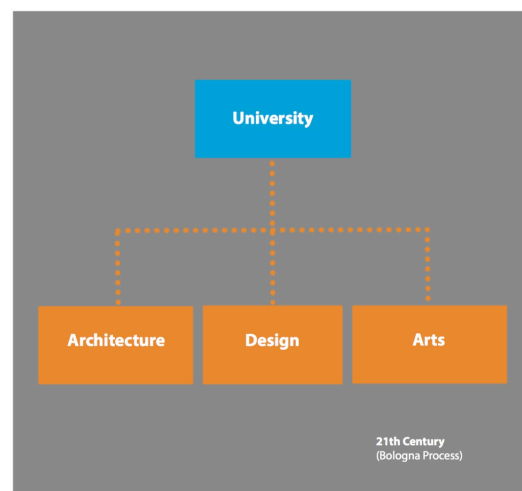 University
Architecture
Design
Arts
21th Century
(Bologna Process)